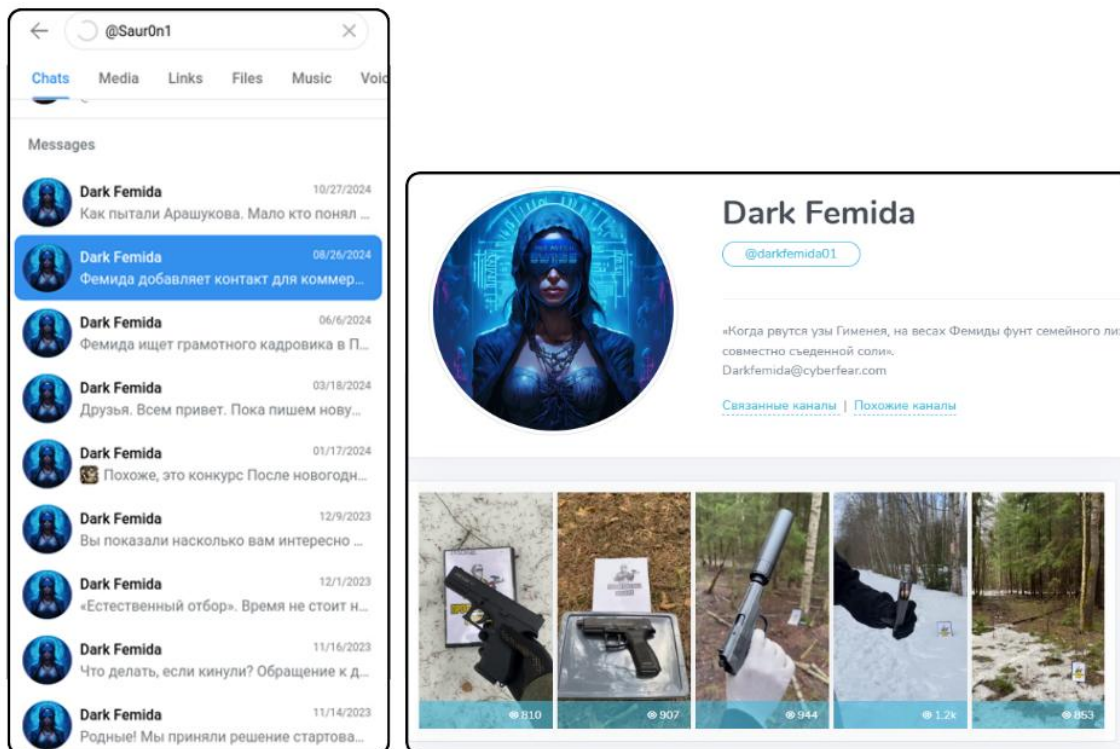 @Saur0n1
Chats Media Links Files Music Voic
Messages
Dark Femida 10/27/2024
Как пытали Арашукова. Мало кто понял ...
Dark Femida 08/26/2024
Фемида добавляет контакт для коммер...
Dark Femida 06/6/2024
Фемида ищет грамотного кадровика в П...
Dark Femida 03/18/2024
Друзья. Всем привет. Пока пишем нову...
Dark Femida 01/17/2024
Похоже, это конкурс После новогодн...
Dark Femida 12/9/2023
Вы показали насколько вам интересно ...
Dark Femida 12/1/2023
«Естественный отбор». Время не стоит н...
Dark Femida 11/16/2023
Что делать, если кинули? Обращение к д...
Dark Femida 11/14/2023
Родные! Мы приняли решение стартова...
Dark Femida
@darkfemida01
«Когда рвутся узы Гименея, на весах Фемиды фунт семейного ли
совместно съеденной соли».
Darkfemida@cyberfear.com
Связанные каналы | Похожие каналы
810 907 944 1.2k 853